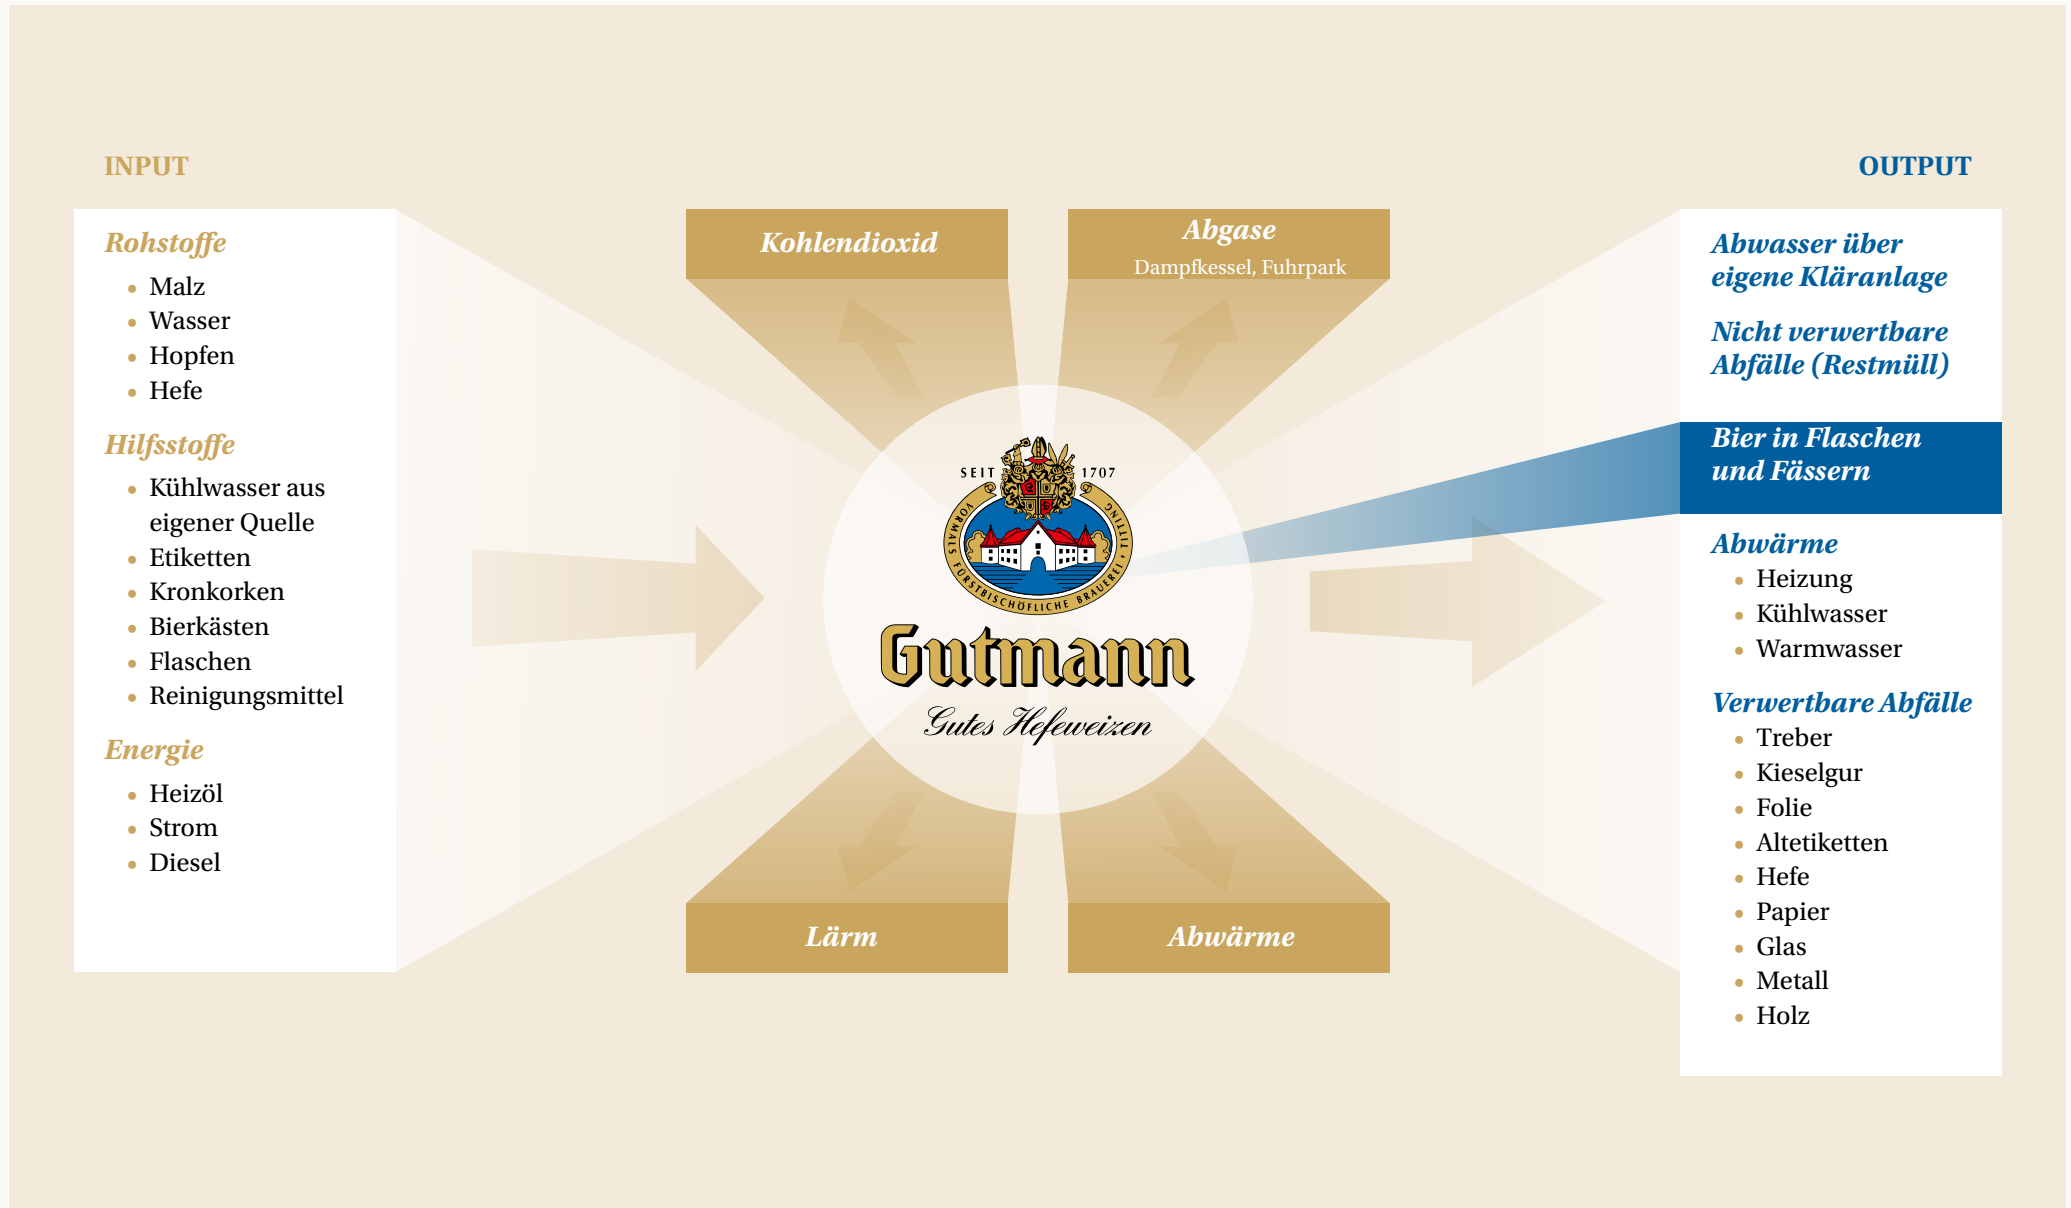 INPUT
Rohstoffe
Malz
Wasser
Hopfen
Hefe
Hilfsstoffe
Kühlwasser aus
eigener Quelle
Etiketten
Kronkorken
Bierkästen
Flaschen
Reinigungsmittel
Energie
Heizöl
Strom
Diesel
Kohlendioxid
Abgase
Dampfkessel, Fuhrpark
SEIT 1707
VORMALS FÜRSTBISCHÖFLICHE BRAUEREI · TITTING
Gutmann
Gutes Hefeweizen
Lärm
Abwärme
OUTPUT
Abwasser über
eigene Kläranlage
Nicht verwertbare
Abfälle (Restmüll)
Bier in Flaschen
und Fässern
Abwärme
Heizung
Kühlwasser
Warmwasser
Verwertbare Abfälle
Treber
Kieselgur
Folie
Altetiketten
Hefe
Papier
Glas
Metall
Holz